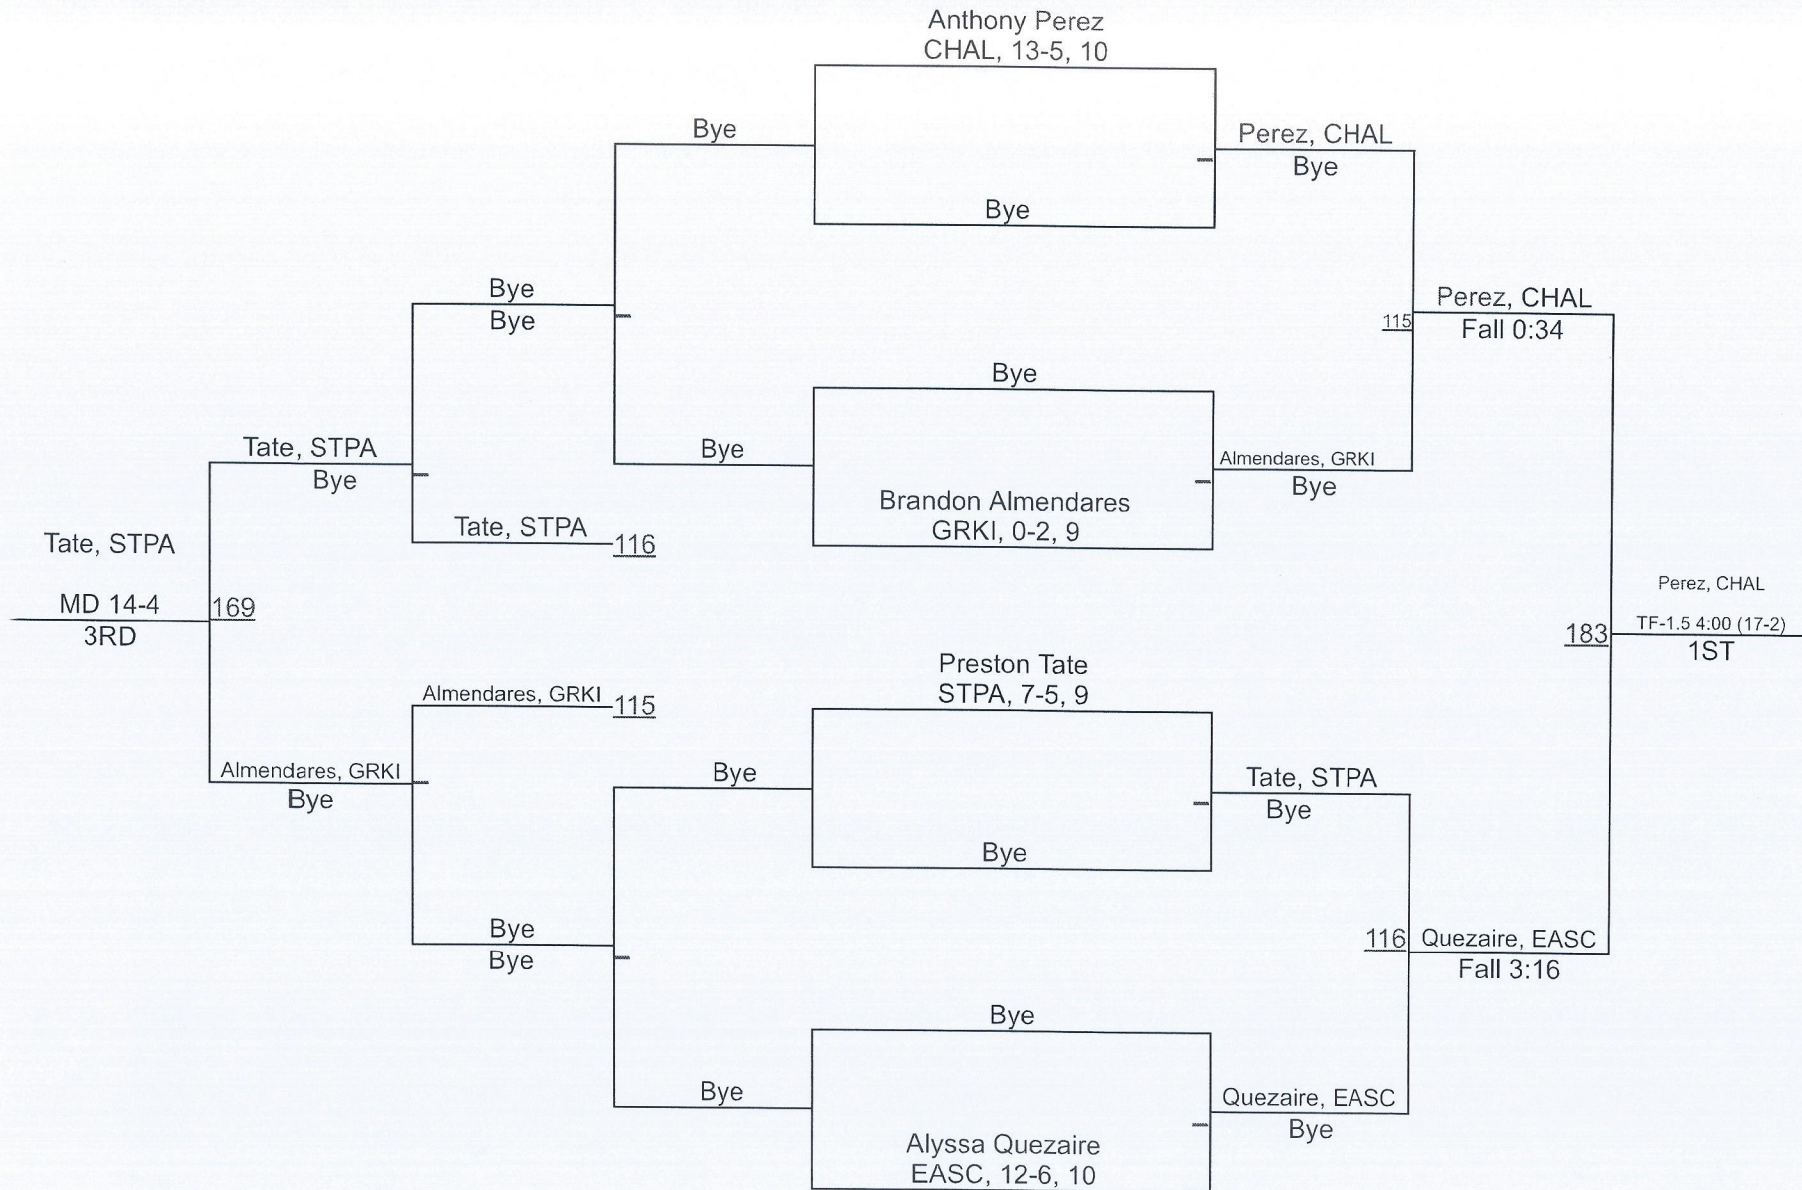 Anthony Perez
CHAL, 13-5, 10
Bye
Perez, CHAL
Bye
Bye
Bye
Bye
Perez, CHAL
115
Fall 0:34
Bye
Tate, STPA
Bye
Bye
Almendares, GRKI
Bye
Brandon Almendares
GRKI, 0-2, 9
Tate, STPA
116
Tate, STPA
MD 14-4
169
3RD
Perez, CHAL
183
TF-1.5 4:00 (17-2)
1ST
Preston Tate
STPA, 7-5, 9
Almendares, GRKI
115
Almendares, GRKI
Bye
Bye
Tate, STPA
Bye
Bye
Bye
Bye
116
Quezaire, EASC
Fall 3:16
Bye
Bye
Quezaire, EASC
Bye
Alyssa Quezaire
EASC, 12-6, 10